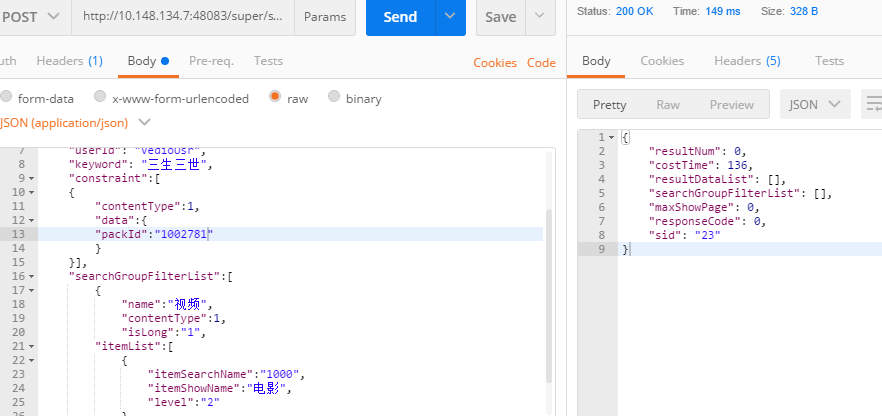 POST
http://10.148.134.7:48083/super/s...
Params
Send
Save
Status: 200 OK Time: 149 ms Size: 328 B
uth Headers (1) Body Pre-req. Tests
Cookies Code
Body Cookies Headers (5) Tests
form-data x-www-form-urlencoded raw binary
JSON (application/json)
Pretty Raw Preview JSON
7 "userId": "VedioUsr",
8 "keyword": "三生三世",
9 "constraint":[
10 {
11 "contentType":1,
12 "data":{
13 "packId":"1002781"
14 }
15 }],
16 "searchGroupFilterList":[
17 {
18 "name":"视频",
19 "contentType":1,
20 "isLong":"1",
21 "itemList":[
22 {
23 "itemSearchName":"1000",
24 "itemShowName":"电影",
25 "level":"2"
26 }
1 {
2 "resultNum": 0,
3 "costTime": 136,
4 "resultDataList": [],
5 "searchGroupFilterList": [],
6 "maxShowPage": 0,
7 "responseCode": 0,
8 "sid": "23"
9 }